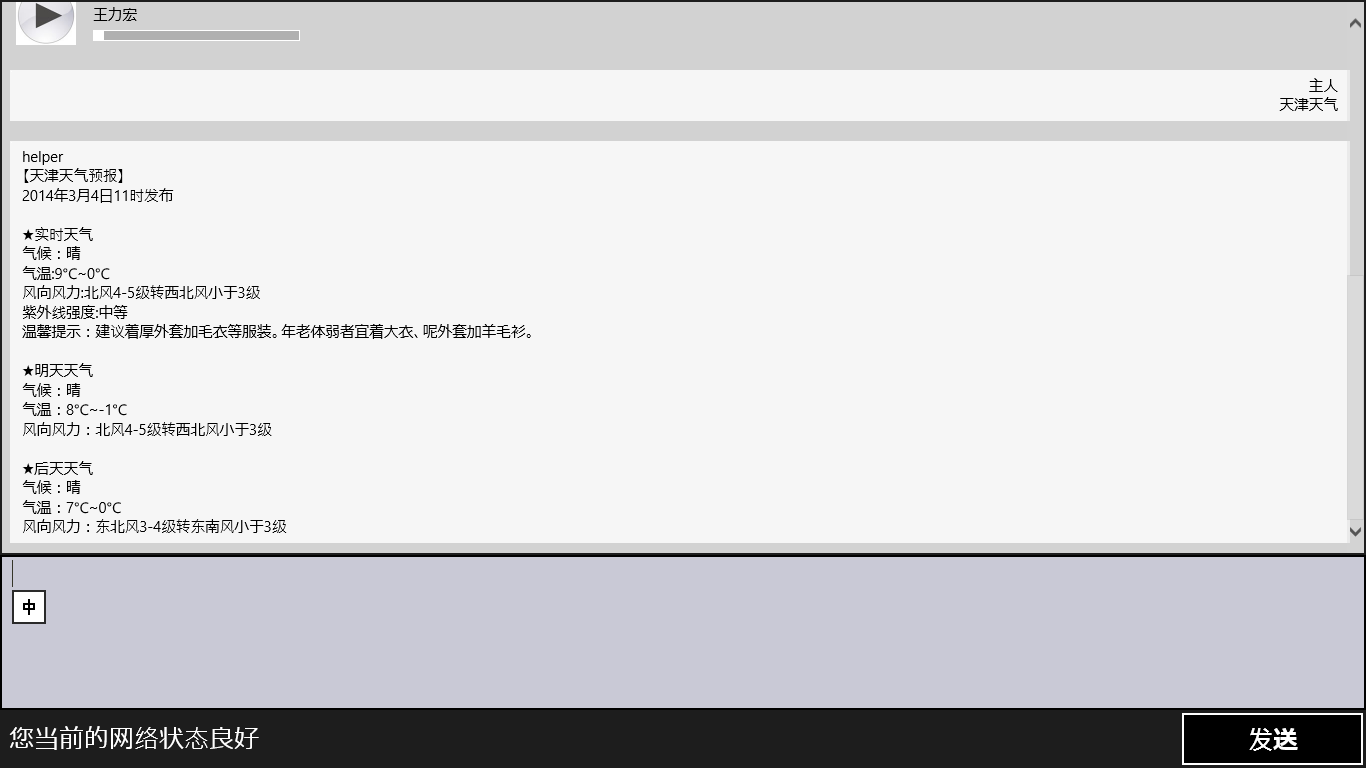 王力宏
主人
天津天气
helper
【天津天气预报】
2014年3月4日11时发布
★实时天气
气候：晴
气温:9°C~0°C
风向风力:北风4-5级转西北风小于3级
紫外线强度:中等
温馨提示：建议着厚外套加毛衣等服装。年老体弱者宜着大衣、呢外套加羊毛衫。
★明天天气
气候：晴
气温：8°C~-1°C
风向风力：北风4-5级转西北风小于3级
★后天天气
气候：晴
气温：7°C~0°C
风向风力：东北风3-4级转东南风小于3级
中
您当前的网络状态良好
发送